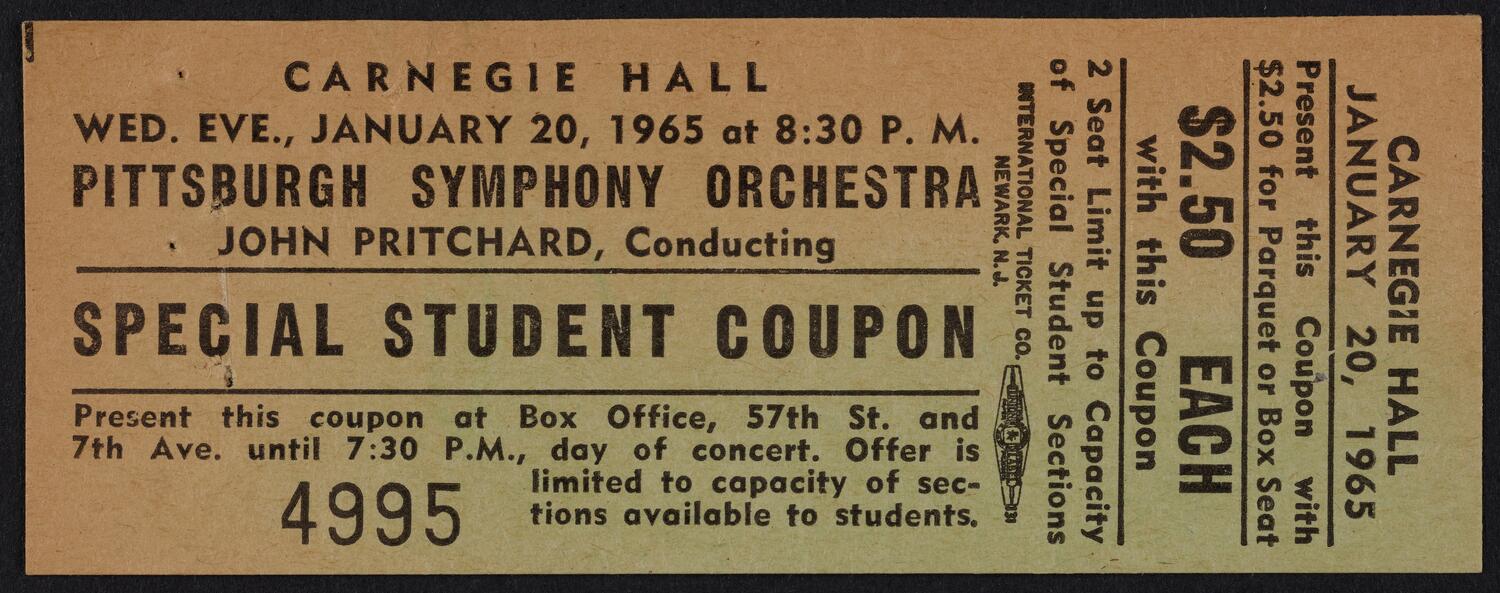 CARNEGIE HALL
WED. EVE., JANUARY 20, 1965 at 8:30 P. M.
PITTSBURGH SYMPHONY ORCHESTRA
JOHN PRITCHARD, Conducting
SPECIAL STUDENT COUPON
Present this coupon at Box Office, 57th St. and
7th Ave. until 7:30 P.M., day of concert. Offer is
limited to capacity of sec-
tions available to students.
4995
CARNEGIE HALL
JANUARY 20, 1965
Present this Coupon with
$2.50 for Parquet or Box Seat
$2.50 EACH
with this Coupon
2 Seat Limit up to Capacity
of Special Student Sections
INTERNATIONAL TICKET CO.
NEWARK, N.J.